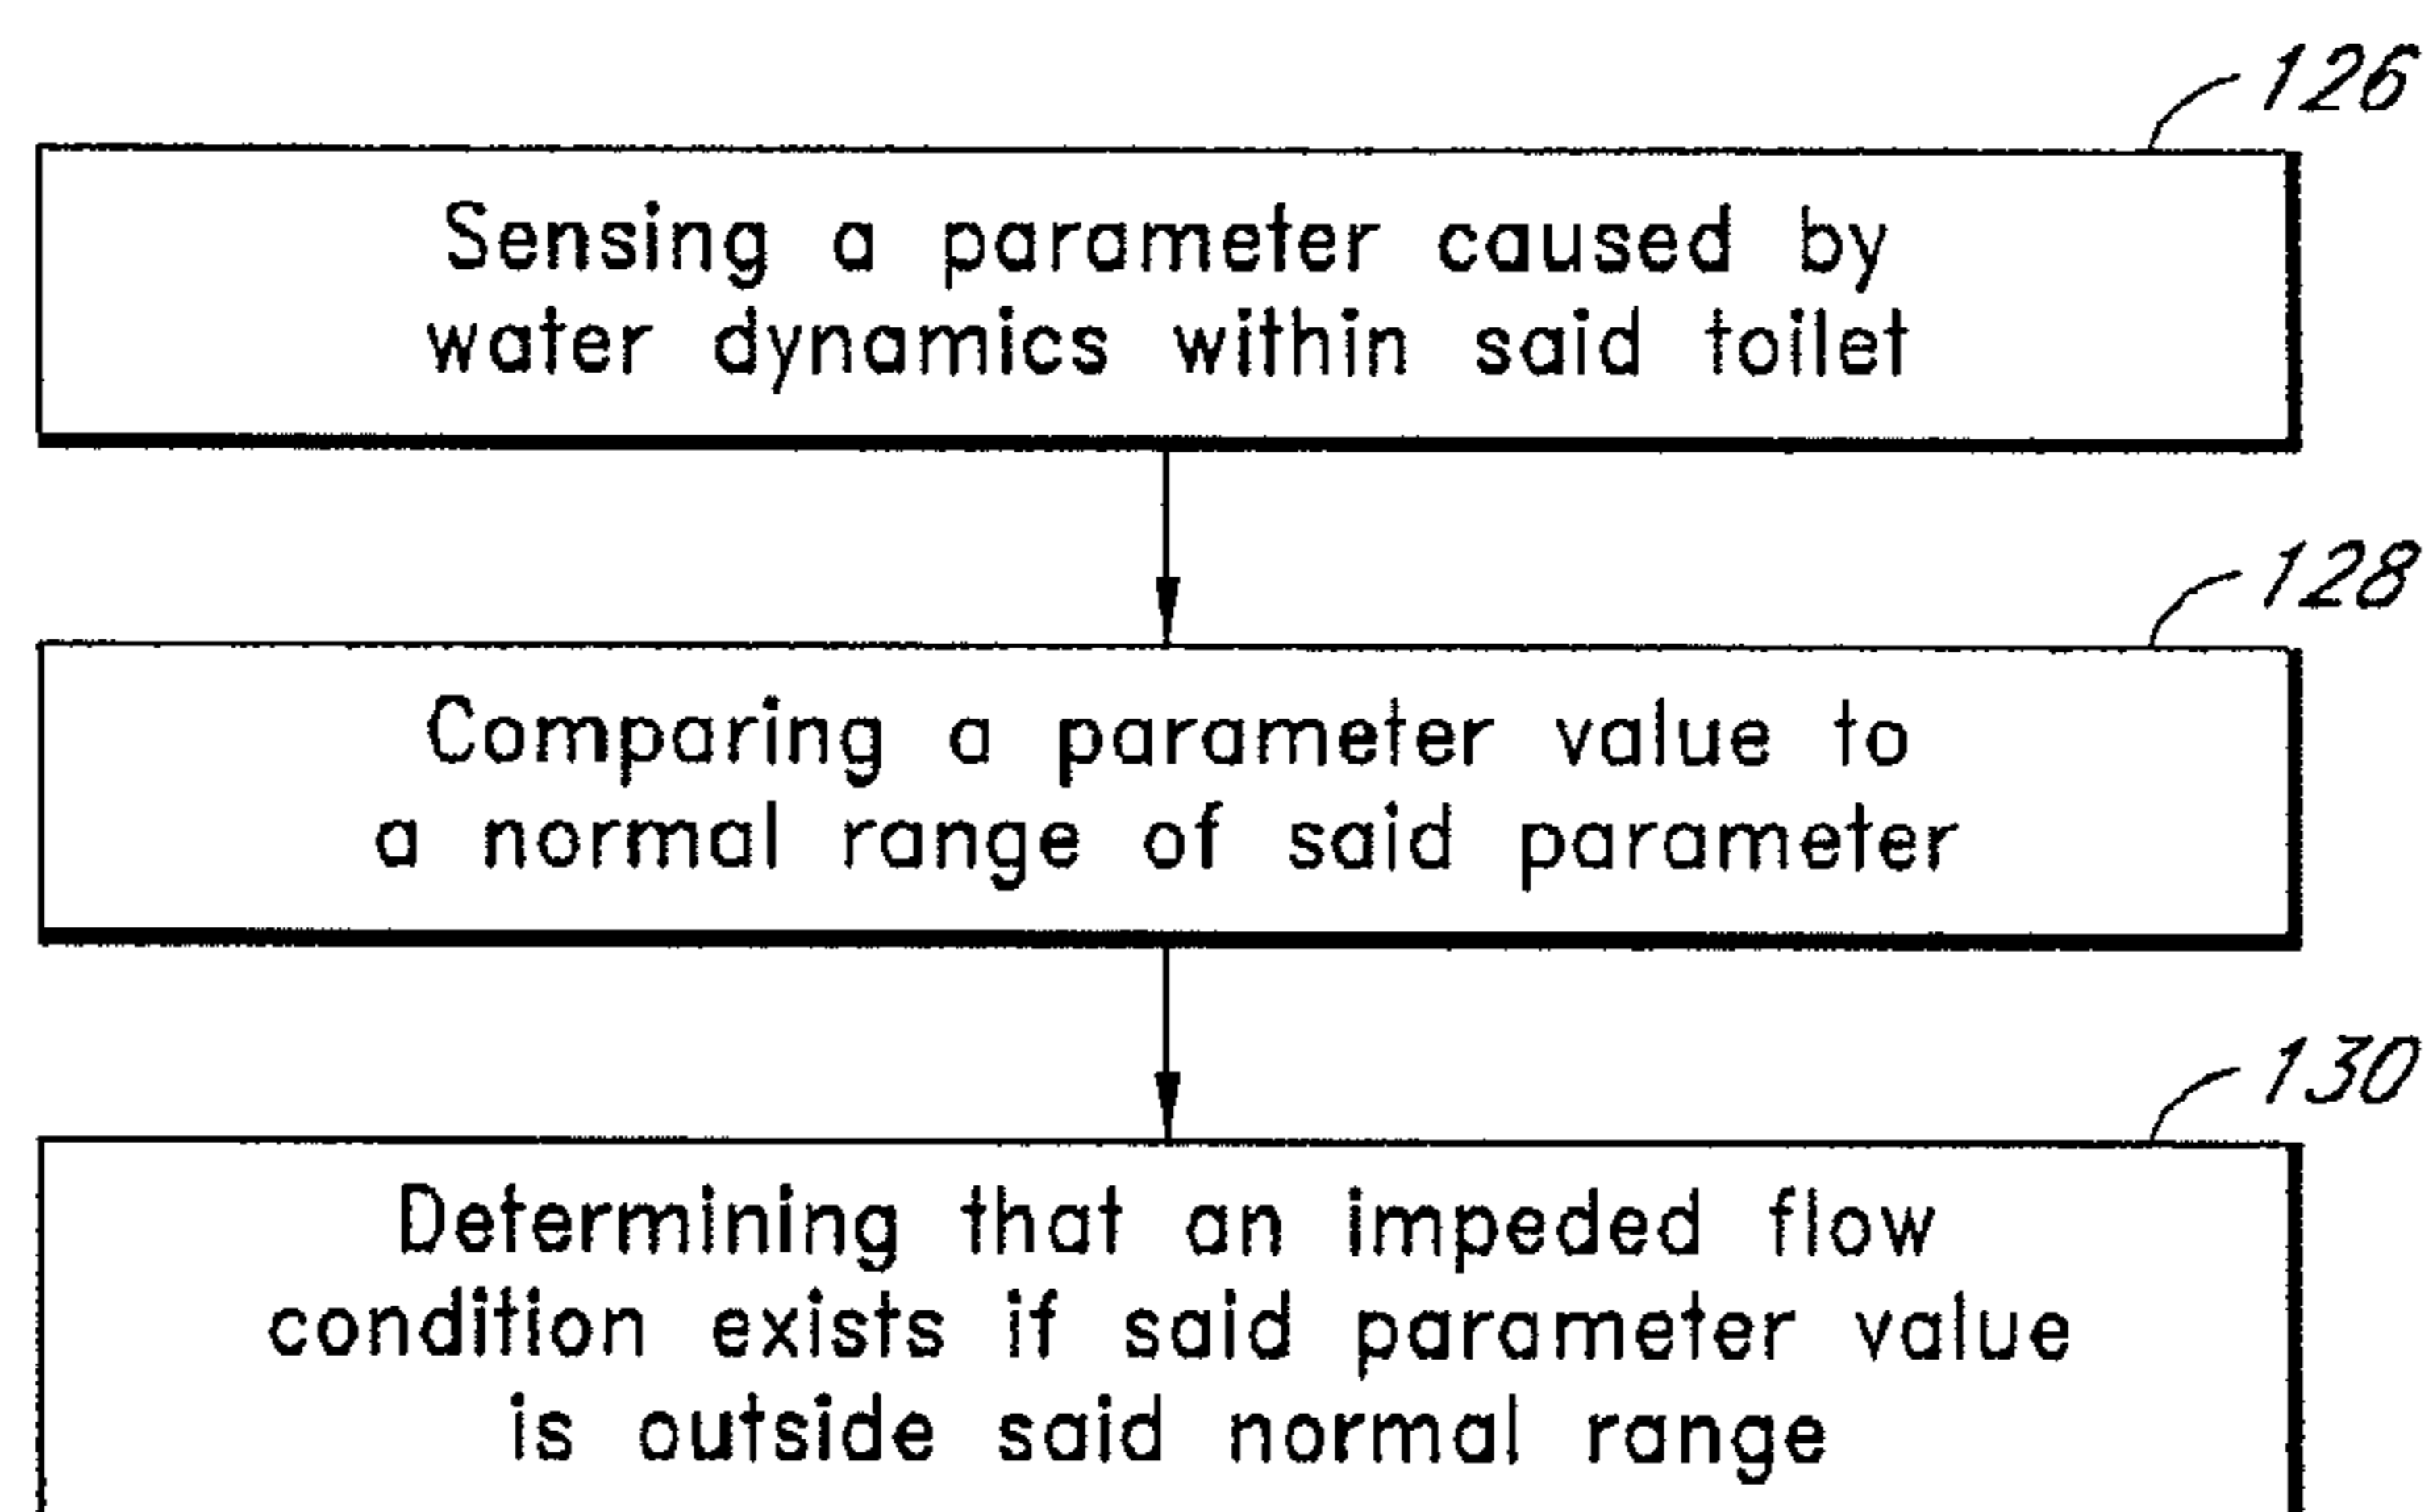 126
Sensing a parameter caused by
water dynamics within said toilet
128
Comparing a parameter value to
a normal range of said parameter
130
Determining that an impeded flow
condition exists if said parameter value
is outside said normal range